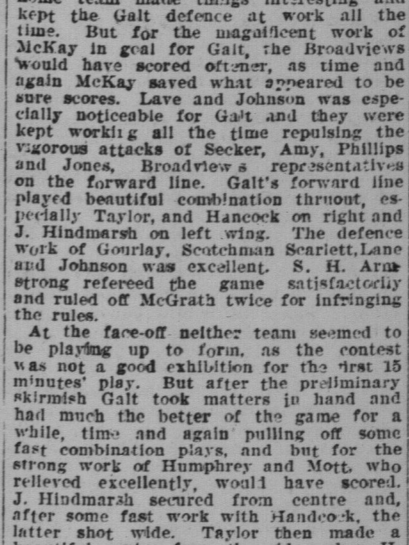 some team made things interesting and
kept the Galt defence at work all the
time. But for the magnificent work of
McKay in goal for Galt, the Broadviews
would have scored oftener, as time and
again McKay saved what appeared to be
sure scores. Lave and Johnson was espe-
cially noticeable for Galt and they were
kept working all the time repulsing the
vigorous attacks of Secker, Amy, Phillips
and Jones, Broadview s representatives
on the forward line. Galt's forward line
played beautiful combination thruout, es-
pecially Taylor, and Hancock on right and
J. Hindmarsh on left wing. The defence
work of Gourlay, Scotchman Scarlett, Lane
and Johnson was excellent. S. H. Arm-
strong refereed the game satisfactorily
and ruled off McGrath twice for infringing
the rules.
At the face-off neither team seemed to
be playing up to form, as the contest
was not a good exhibition for the first 15
minutes' play. But after the preliminary
skirmish Galt took matters in hand and
had much the better of the game for a
while, time and again pulling off some
fast combination plays, and but for the
strong work of Humphrey and Mott, who
relieved excellently, would have scored.
J. Hindmarsh secured from centre and,
after some fast work with Handcock, the
latter shot wide. Taylor then made a